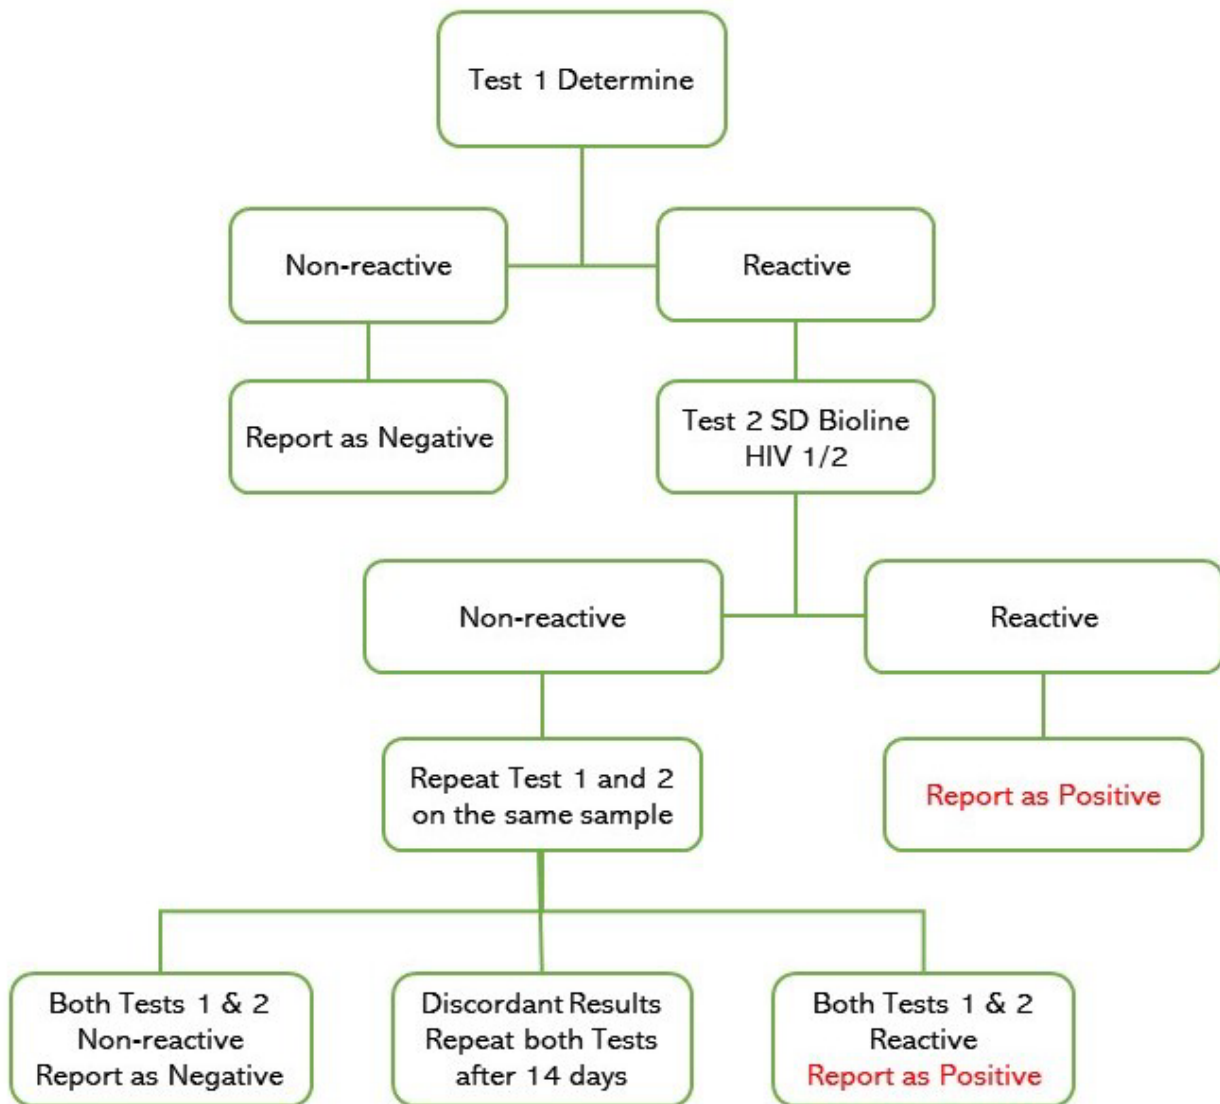 Test 1 Determine
Non-reactive
Reactive
Report as Negative
Test 2 SD Bioline
HIV 1/2
Non-reactive
Reactive
Repeat Test 1 and 2
on the same sample
Report as Positive
Both Tests 1 & 2
Non-reactive
Report as Negative
Discordant Results
Repeat both Tests
after 14 days
Both Tests 1 & 2
Reactive
Report as Positive